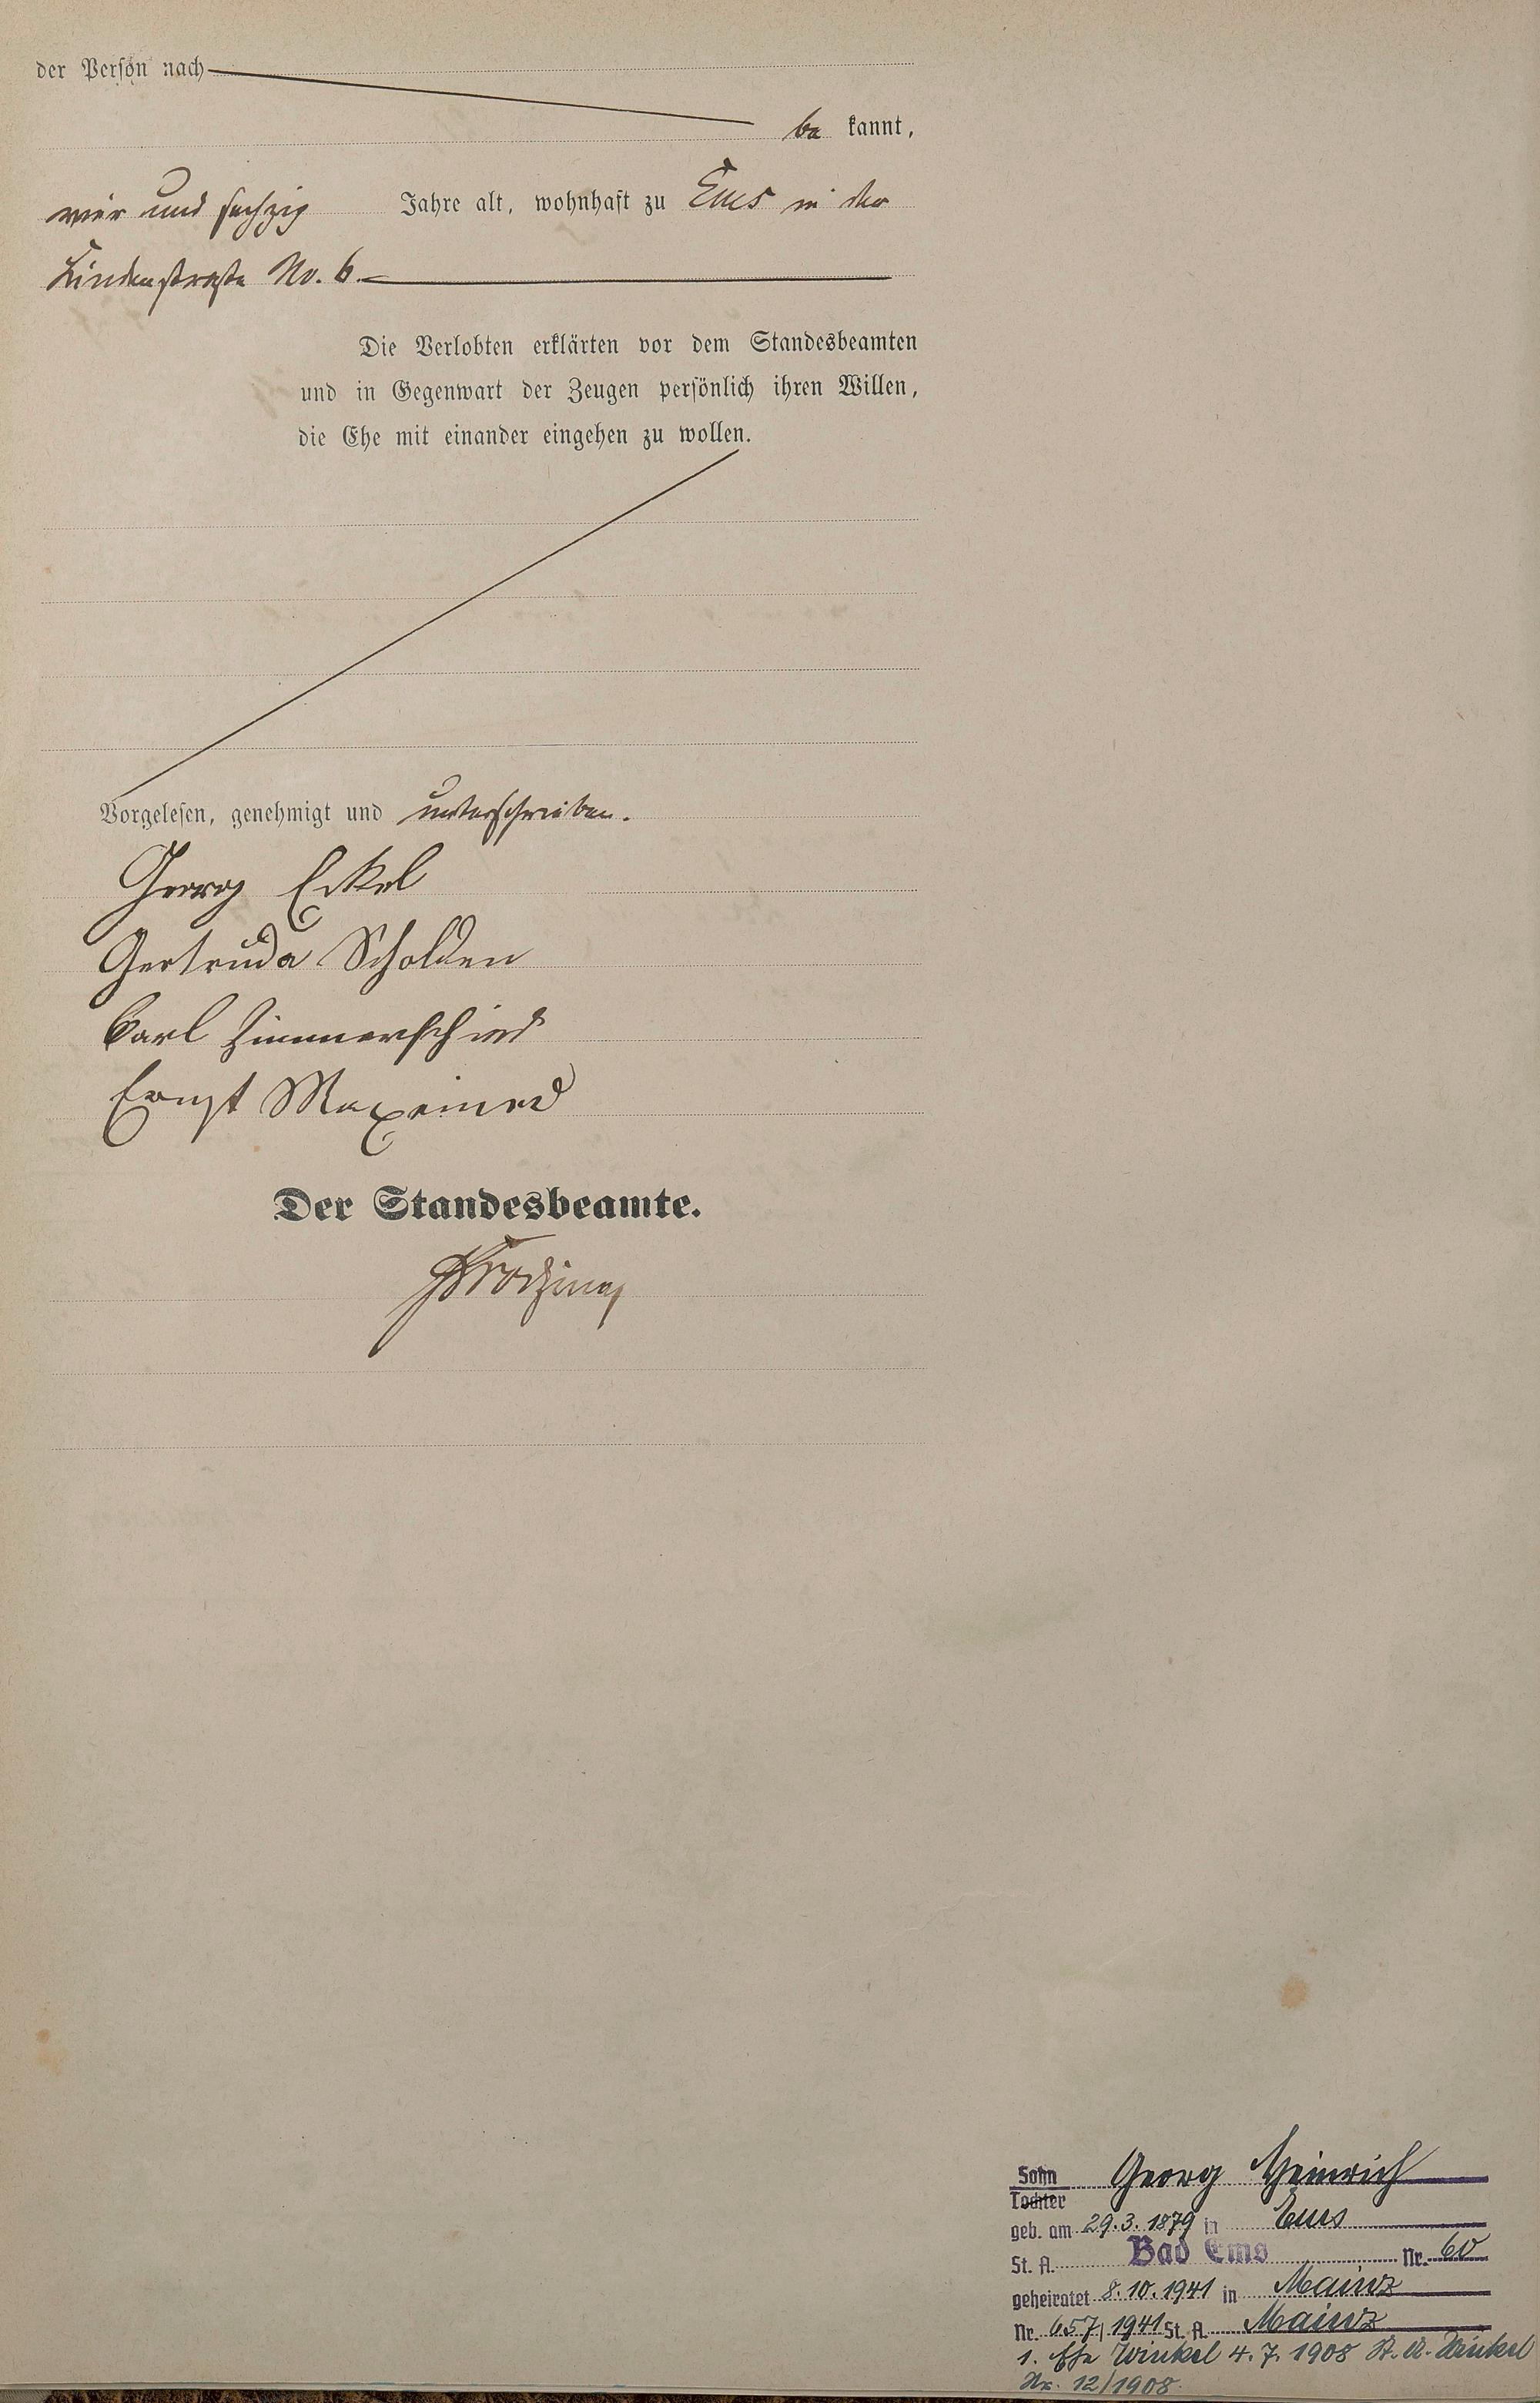 der Person nach
be kannt,
vier und sechzig Jahre alt, wohnhaft zu Ems in der
Lindenstraße No. 6.
Die Verlobten erklärten vor dem Standesbeamten
und in Gegenwart der Zeugen persönlich ihren Willen,
die Ehe mit einander eingehen zu wollen.
Vorgelesen, genehmigt und unterschrieben.
Georg Eckel
Gertruda Scholden
Carl Zimmerschied
Ernst Maxeiner
Der Standesbeamte.
Sohn Georg Heinrich
Tochter
geb. am 29.3.1879 in Ems
St. A. Bad Ems Nr. 60
geheiratet 8.10.1941 in Mainz
Nr. 657/1941 St. A. Mainz
1. Ehe Winkel 4.7.1908 St. A. Winkel
Nr. 12/1908.